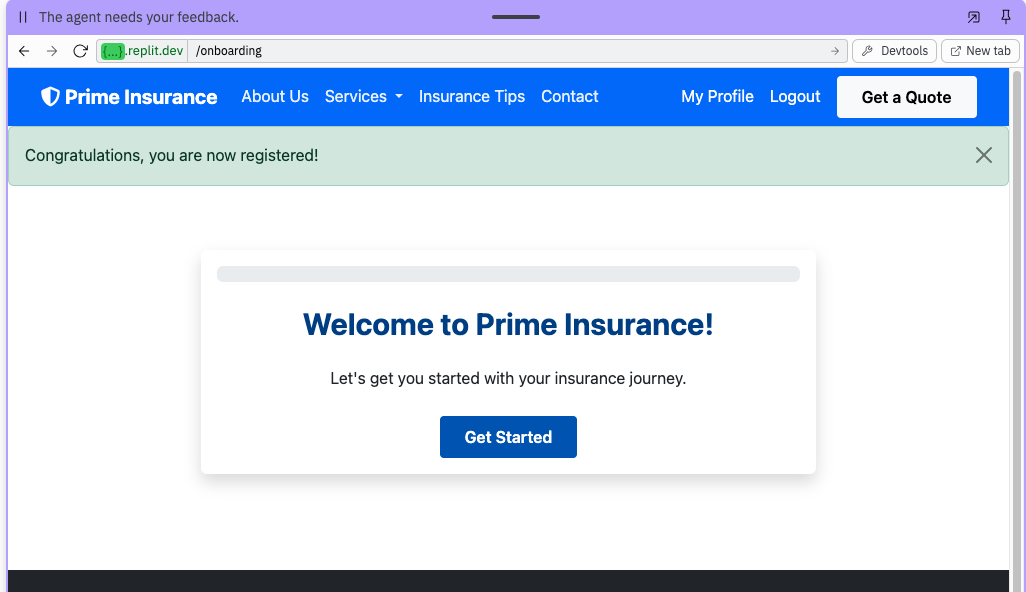 The agent needs your feedback.
{...}.replit.dev /onboarding Devtools New tab
Prime Insurance About Us Services Insurance Tips Contact My Profile Logout Get a Quote
Congratulations, you are now registered!
Welcome to Prime Insurance!
Let's get you started with your insurance journey.
Get Started